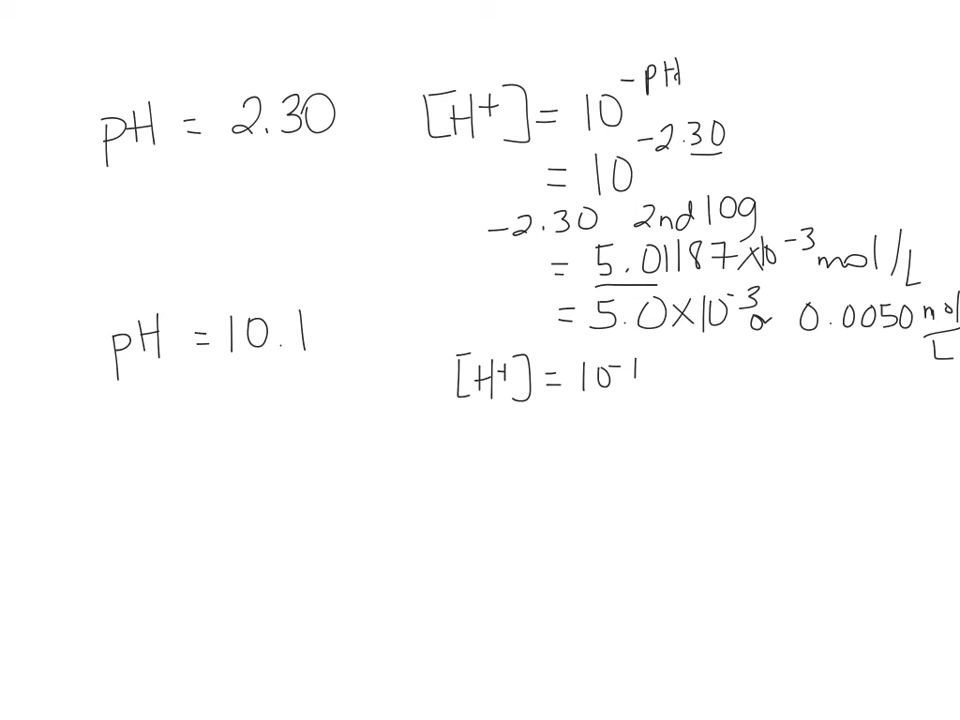 pH = 2.30 [H+] = 10^-pH
= 10^-2.30
-2.30 2nd log
= 5.01187x10^-3 mol/L
= 5.0x10^-3 or 0.0050 mol/L
pH = 10.1
[H+] = 10^-1